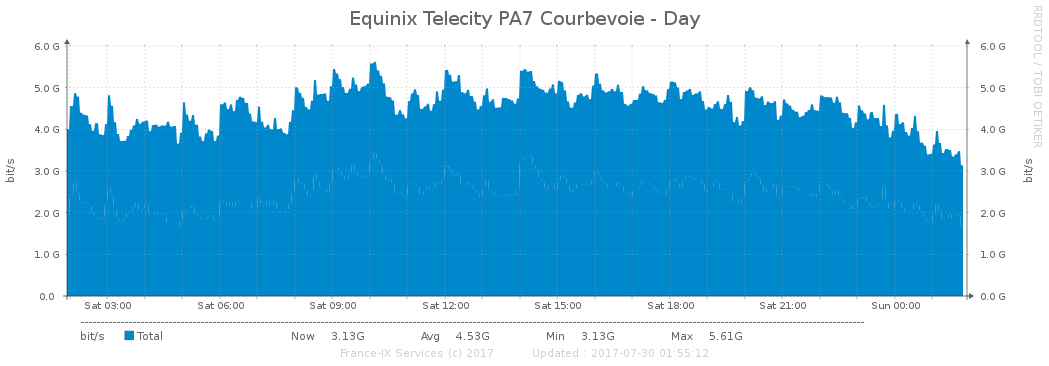 Equinix Telecity PA7 Courbevoie - Day
RRDTOOL / TOBI OETIKER
6.0 G 6.0 G
5.0 G 5.0 G
4.0 G 4.0 G
3.0 G 3.0 G
2.0 G 2.0 G
1.0 G 1.0 G
0.0 0.0 G
bit/s
bit/s
Sat 03:00 Sat 06:00 Sat 09:00 Sat 12:00 Sat 15:00 Sat 18:00 Sat 21:00 Sun 00:00
bit/s Total Now 3.13G Avg 4.53G Min 3.13G Max 5.61G
France-IX Services (c) 2017 Updated : 2017-07-30 01:55:12